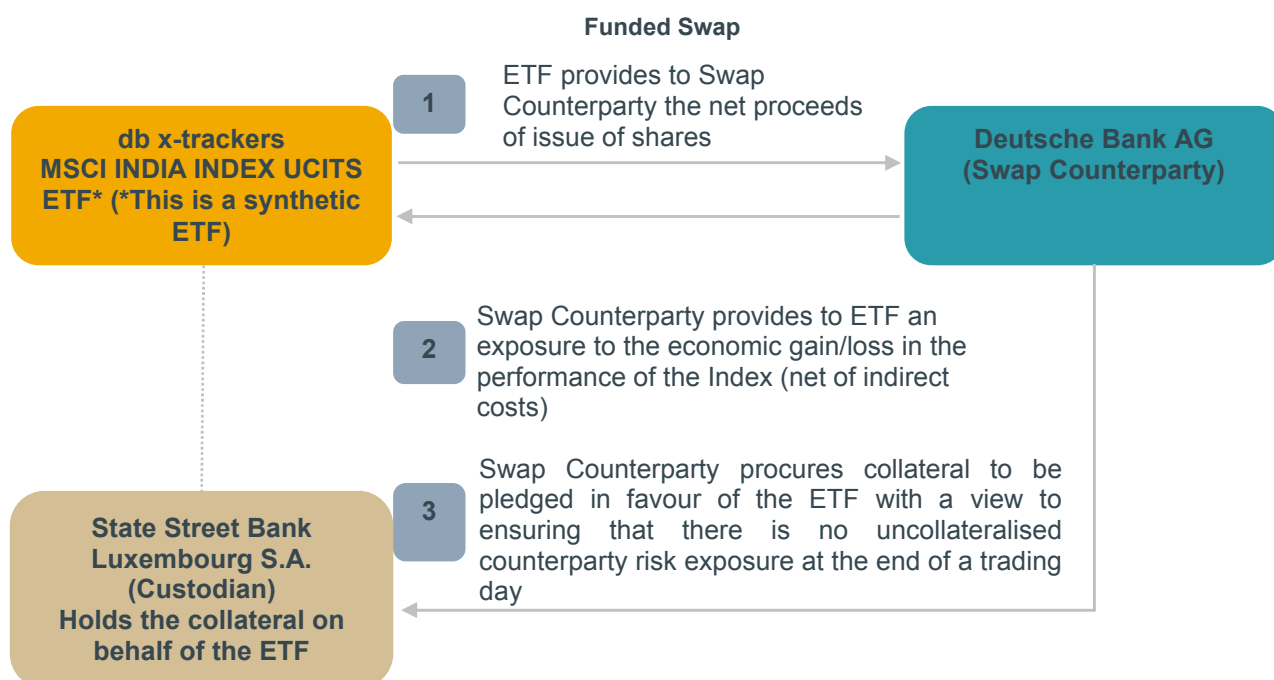 Funded Swap
1
ETF provides to Swap
Counterparty the net proceeds
of issue of shares
db x-trackers
MSCI INDIA INDEX UCITS
ETF* (*This is a synthetic
ETF)
Deutsche Bank AG
(Swap Counterparty)
2
Swap Counterparty provides to ETF an
exposure to the economic gain/loss in the
performance of the Index (net of indirect
costs)
3
Swap Counterparty procures collateral to be
pledged in favour of the ETF with a view to
ensuring that there is no uncollateralised
counterparty risk exposure at the end of a trading
day
State Street Bank
Luxembourg S.A.
(Custodian)
Holds the collateral on
behalf of the ETF